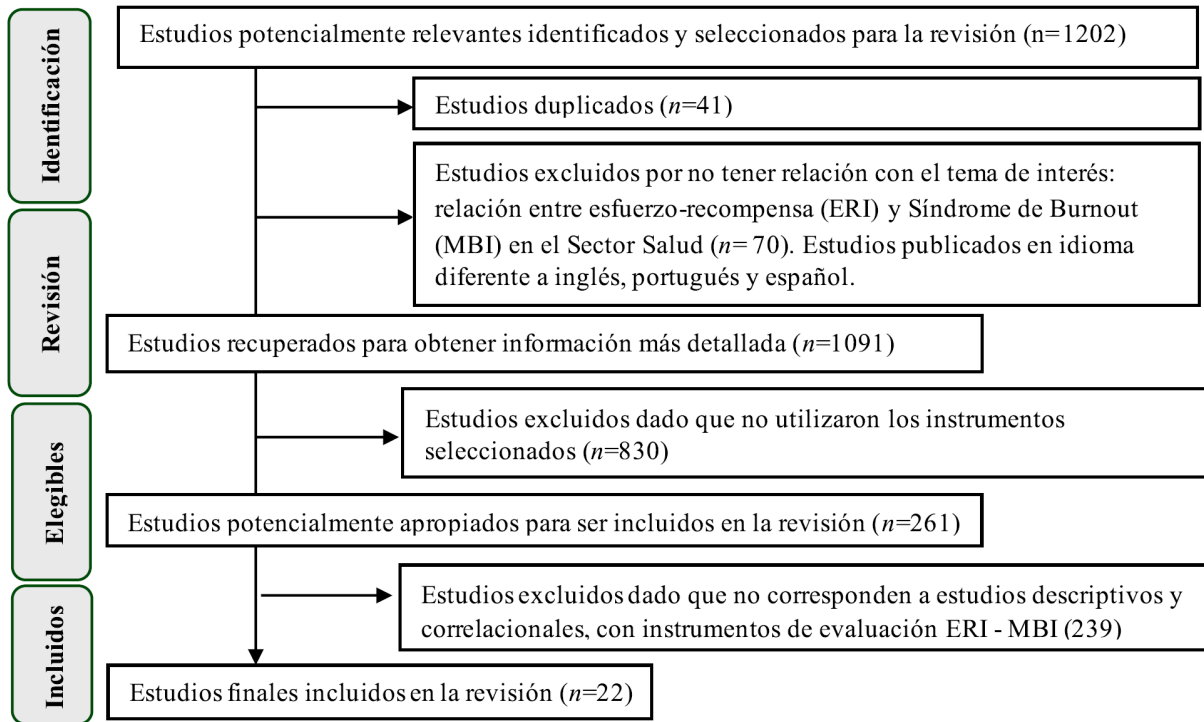 Identificación
Estudios potencialmente relevantes identificados y seleccionados para la revisión (n=1202)
Estudios duplicados (n=41)
Estudios excluidos por no tener relación con el tema de interés:
relación entre esfuerzo-recompensa (ERI) y Síndrome de Burnout
(MBI) en el Sector Salud (n= 70). Estudios publicados en idioma
diferente a inglés, portugués y español.
Revisión
Estudios recuperados para obtener información más detallada (n=1091)
Estudios excluidos dado que no utilizaron los instrumentos
seleccionados (n=830)
Elegibles
Estudios potencialmente apropiados para ser incluidos en la revisión (n=261)
Estudios excluidos dado que no corresponden a estudios descriptivos y
correlacionales, con instrumentos de evaluación ERI - MBI (239)
Incluidos
Estudios finales incluidos en la revisión (n=22)